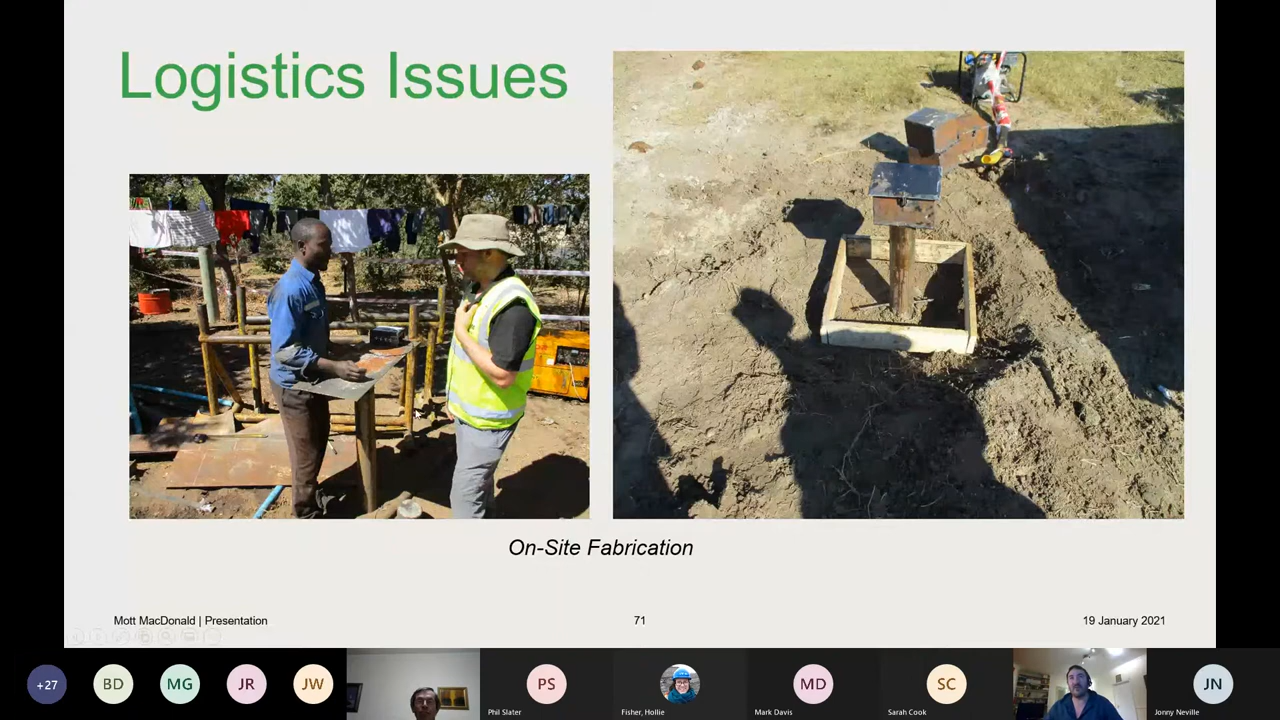 Logistics Issues
On-Site Fabrication
Mott MacDonald | Presentation
71
19 January 2021
+27
BD
MG
JR
JW
PS
Phil Slater
Fisher, Hollie
MD
Mark Davis
SC
Sarah Cook
JN
Jonny Neville